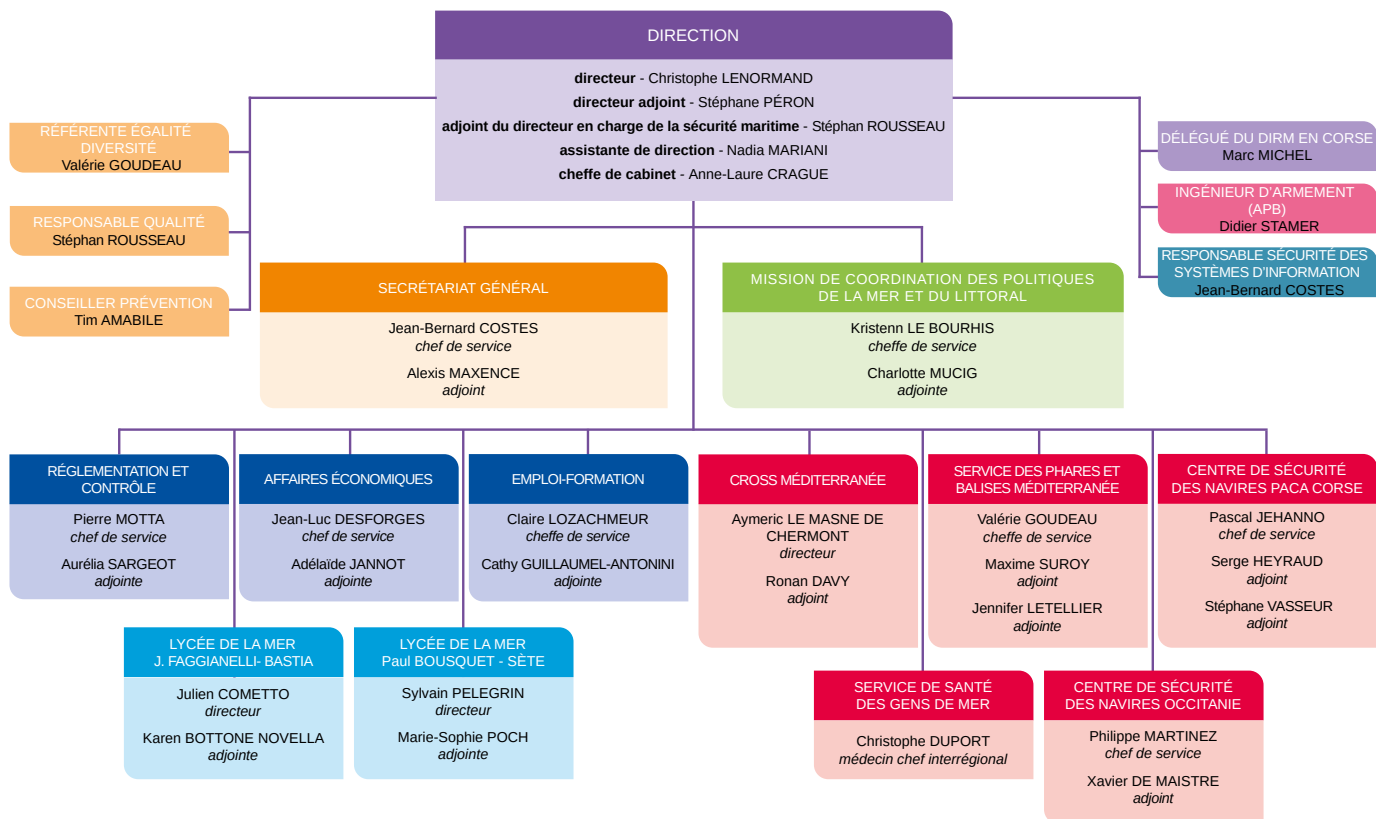 DIRECTION
directeur - Christophe LENORMAND
directeur adjoint - Stéphane PÉRON
adjoint du directeur en charge de la sécurité maritime - Stéphan ROUSSEAU
assistante de direction - Nadia MARIANI
cheffe de cabinet - Anne-Laure CRAGUE
RÉFÉRENTE ÉGALITÉ
DIVERSITÉ
Valérie GOUDEAU
RESPONSABLE QUALITÉ
Stéphan ROUSSEAU
CONSEILLER PRÉVENTION
Tim AMABILE
DÉLÉGUÉ DU DIRM EN CORSE
Marc MICHEL
INGÉNIEUR D'ARMEMENT
(APB)
Didier STAMER
RESPONSABLE SÉCURITÉ DES
SYSTÈMES D'INFORMATION
Jean-Bernard COSTES
SECRÉTARIAT GÉNÉRAL
Jean-Bernard COSTES
chef de service
Alexis MAXENCE
adjoint
MISSION DE COORDINATION DES POLITIQUES
DE LA MER ET DU LITTORAL
Kristenn LE BOURHIS
cheffe de service
Charlotte MUCIG
adjointe
RÉGLEMENTATION ET
CONTRÔLE
Pierre MOTTA
chef de service
Aurélia SARGEOT
adjointe
AFFAIRES ÉCONOMIQUES
Jean-Luc DESFORGES
chef de service
Adélaïde JANNOT
adjointe
EMPLOI-FORMATION
Claire LOZACHMEUR
cheffe de service
Cathy GUILLAUMEL-ANTONINI
adjointe
CROSS MÉDITERRANÉE
Aymeric LE MASNE DE
CHERMONT
directeur
Ronan DAVY
adjoint
SERVICE DES PHARES ET
BALISES MÉDITERRANÉE
Valérie GOUDEAU
cheffe de service
Maxime SUROY
adjoint
Jennifer LETELLIER
adjointe
CENTRE DE SÉCURITÉ
DES NAVIRES PACA CORSE
Pascal JEHANNO
chef de service
Serge HEYRAUD
adjoint
Stéphane VASSEUR
adjoint
LYCÉE DE LA MER
J. FAGGIANELLI- BASTIA
Julien COMETTO
directeur
Karen BOTTONE NOVELLA
adjointe
LYCÉE DE LA MER
Paul BOUSQUET - SÈTE
Sylvain PELEGRIN
directeur
Marie-Sophie POCH
adjointe
SERVICE DE SANTÉ
DES GENS DE MER
Christophe DUPORT
médecin chef interrégional
CENTRE DE SÉCURITÉ
DES NAVIRES OCCITANIE
Philippe MARTINEZ
chef de service
Xavier DE MAISTRE
adjoint